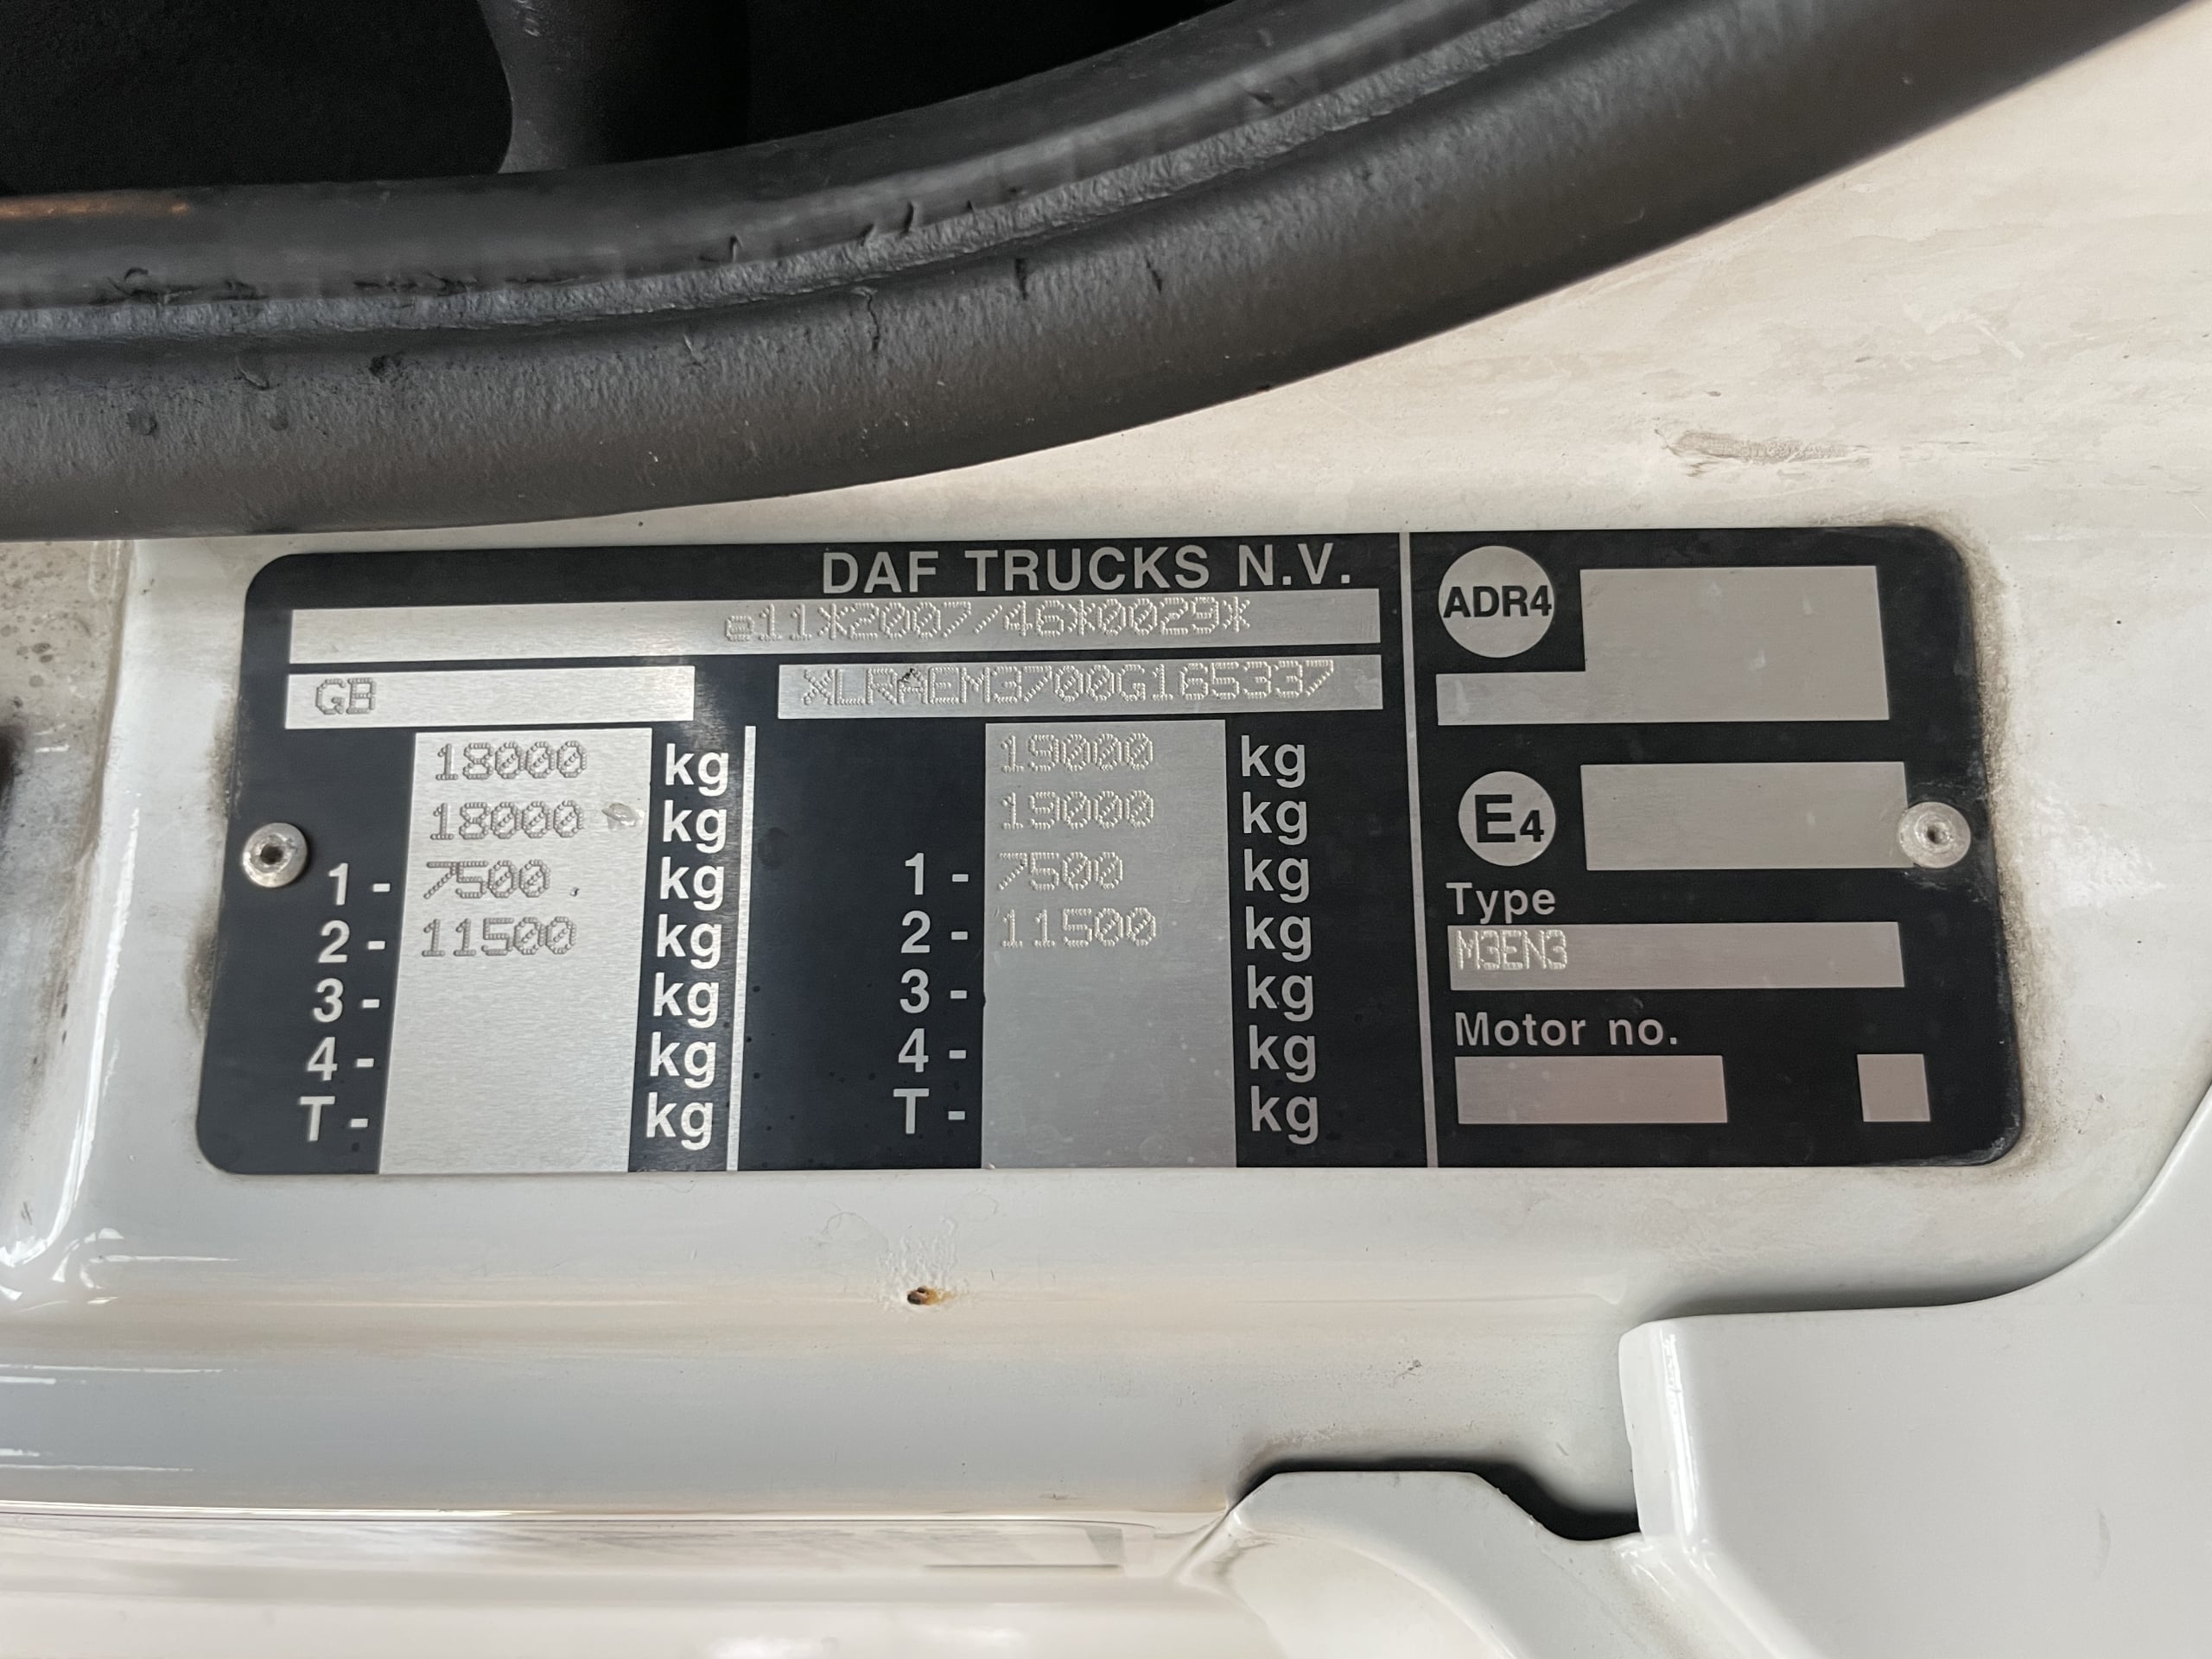 DAF TRUCKS N.V.
e11*2007/46*0029*
GB XLRAEM3700G165337
18000 kg 19000 kg
18000 kg 19000 kg
1 - 7500 kg 1 - 7500 kg
2 - 11500 kg 2 - 11500 kg
3 - kg 3 - kg
4 - kg 4 - kg
T - kg T - kg
ADR4
E4
Type
M3EN3
Motor no.